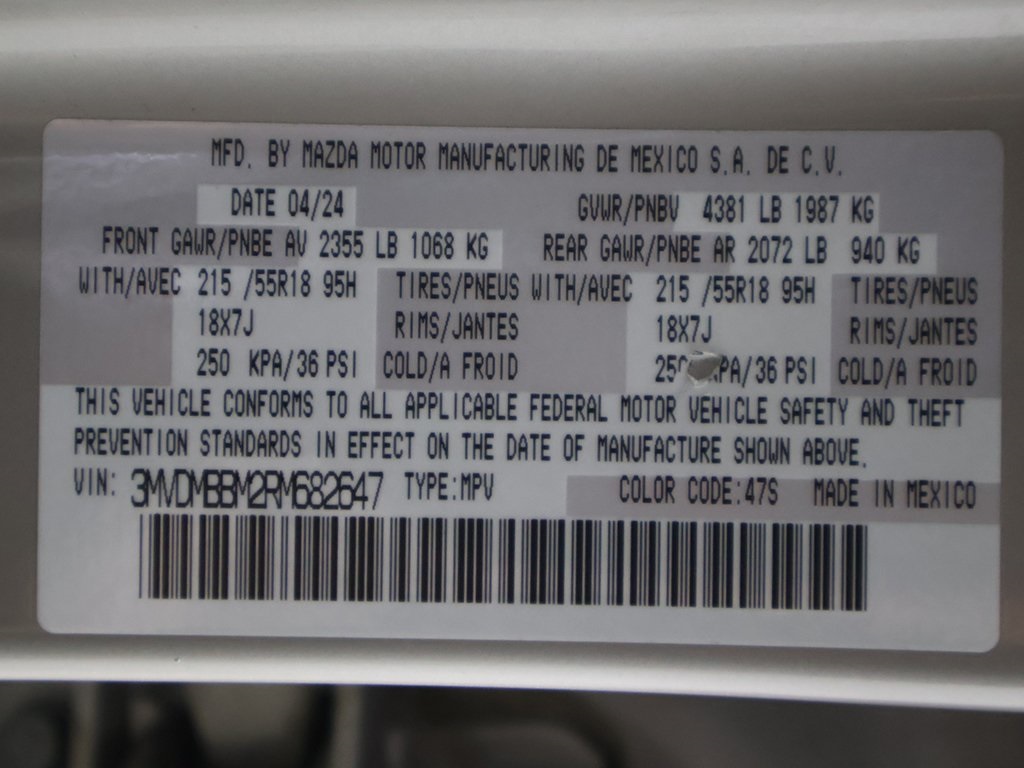 MFD. BY MAZDA MOTOR MANUFACTURING DE MEXICO S.A. DE C.V.
DATE 04/24 GVWR/PNBV 4381 LB 1987 KG
FRONT GAWR/PNBE AV 2355 LB 1068 KG REAR GAWR/PNBE AR 2072 LB 940 KG
WITH/AVEC 215 /55R18 95H TIRES/PNEUS WITH/AVEC 215 /55R18 95H TIRES/PNEUS
18X7J RIMS/JANTES 18X7J RIMS/JANTES
250 KPA/36 PSI COLD/A FROID 250 KPA/36 PSI COLD/A FROID
THIS VEHICLE CONFORMS TO ALL APPLICABLE FEDERAL MOTOR VEHICLE SAFETY AND THEFT
PREVENTION STANDARDS IN EFFECT ON THE DATE OF MANUFACTURE SHOWN ABOVE.
VIN: 3MVDMBBM2RM682647 TYPE:MPV COLOR CODE:47S MADE IN MEXICO